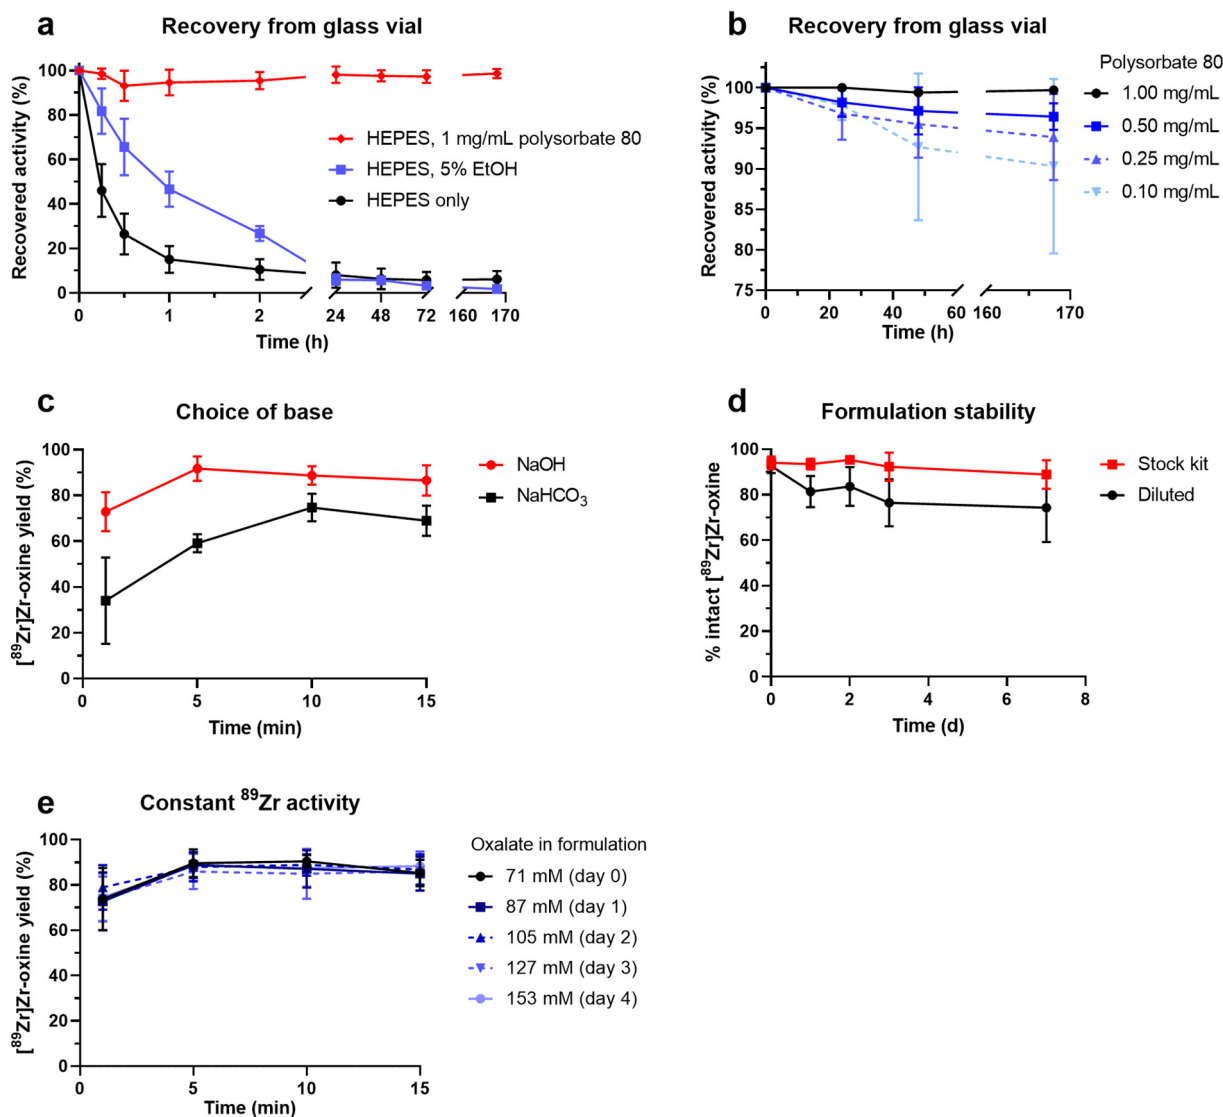 a
Recovery from glass vial
Recovered activity (%)
100
80
60
40
20
0
0
1
2
24
48
72
160
170
Time (h)
HEPES, 1 mg/mL polysorbate 80
HEPES, 5% EtOH
HEPES only
b
Recovery from glass vial
Recovered activity (%)
100
95
90
85
80
75
0
20
40
60
160
170
Time (h)
Polysorbate 80
1.00 mg/mL
0.50 mg/mL
0.25 mg/mL
0.10 mg/mL
c
Choice of base
[⁸⁹Zr]Zr-oxine yield (%)
100
80
60
40
20
0
0
5
10
15
Time (min)
NaOH
NaHCO₃
d
Formulation stability
% intact [⁸⁹Zr]Zr-oxine
100
80
60
40
20
0
0
2
4
6
8
Time (d)
Stock kit
Diluted
e
Constant ⁸⁹Zr activity
[⁸⁹Zr]Zr-oxine yield (%)
100
80
60
40
20
0
0
5
10
15
Time (min)
Oxalate in formulation
71 mM (day 0)
87 mM (day 1)
105 mM (day 2)
127 mM (day 3)
153 mM (day 4)